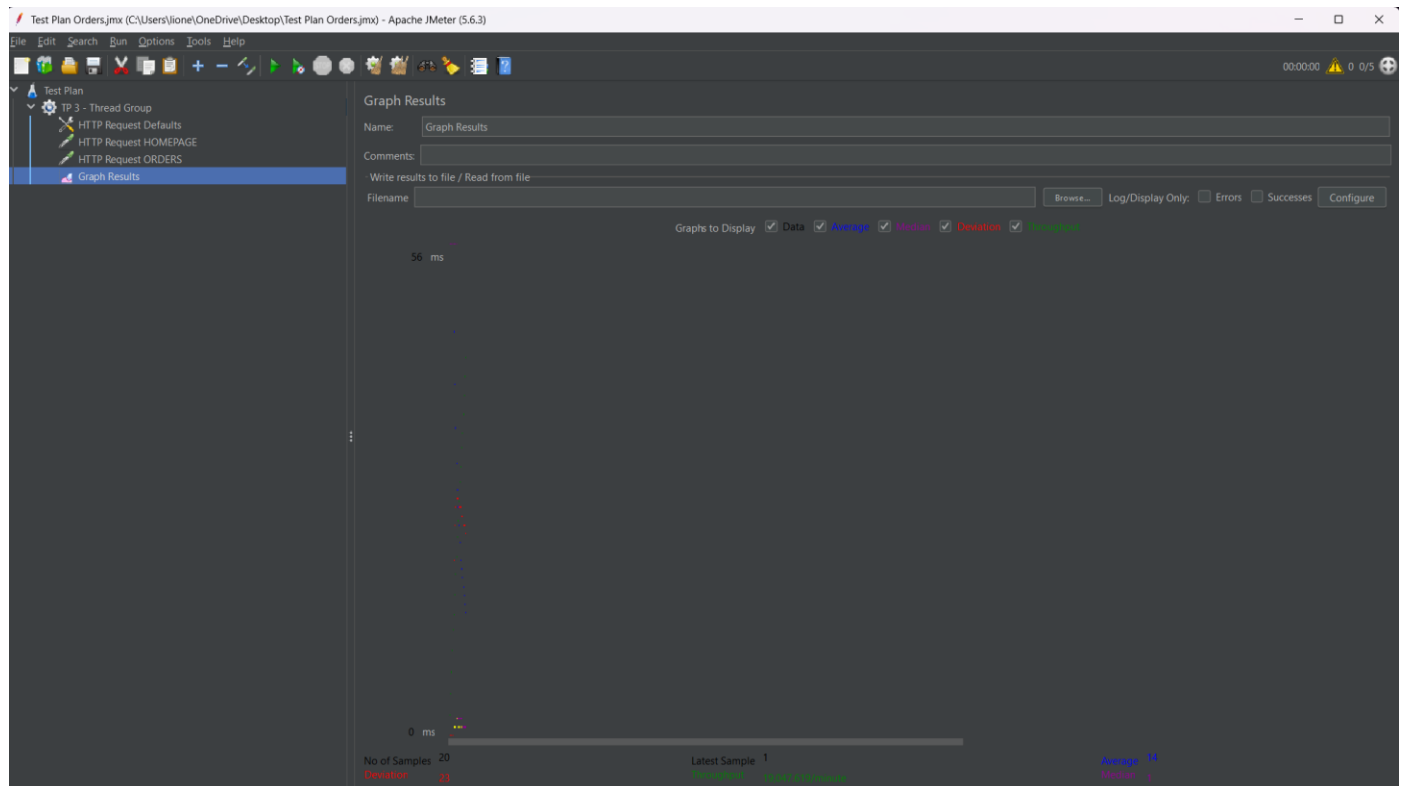 Test Plan Orders.jmx (C:\Users\lione\OneDrive\Desktop\Test Plan Orders.jmx) - Apache JMeter (5.6.3)
File Edit Search Run Options Tools Help
00:00:00 0 0/5
Test Plan
TP 3 - Thread Group
HTTP Request Defaults
HTTP Request HOMEPAGE
HTTP Request ORDERS
Graph Results
Graph Results
Name: Graph Results
Comments:
Write results to file / Read from file
Filename Browse... Log/Display Only: Errors Successes Configure
Graphs to Display Data Average Median Deviation Throughput
56 ms
0 ms
No of Samples 20 Latest Sample 1 Average 14
Deviation 23 Throughput Median